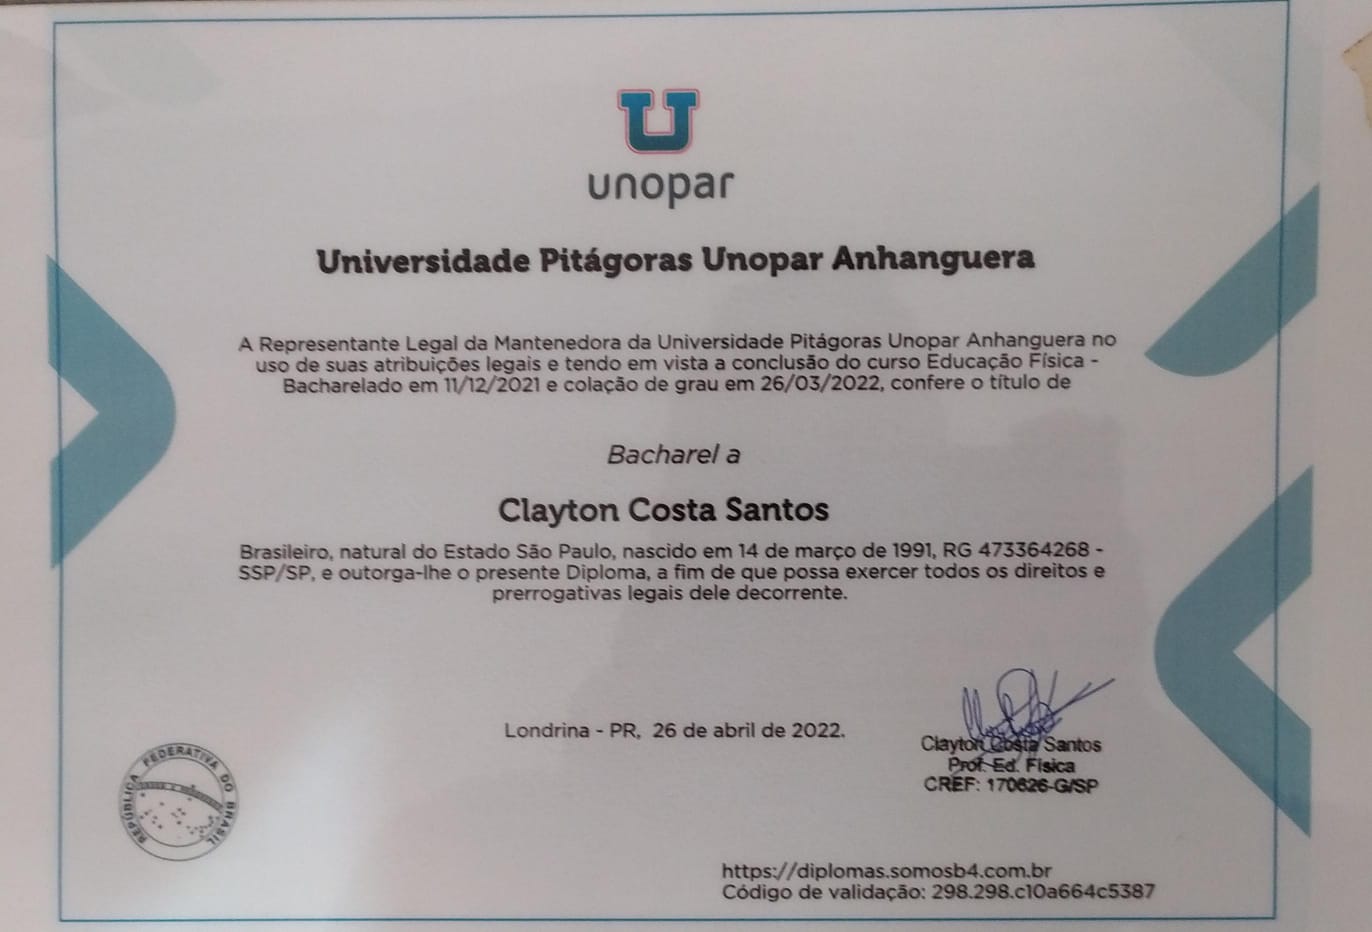 U
unopar
Universidade Pitágoras Unopar Anhanguera
A Representante Legal da Mantenedora da Universidade Pitágoras Unopar Anhanguera no
uso de suas atribuições legais e tendo em vista a conclusão do curso Educação Física -
Bacharelado em 11/12/2021 e colação de grau em 26/03/2022, confere o título de
Bacharel a
Clayton Costa Santos
Brasileiro, natural do Estado São Paulo, nascido em 14 de março de 1991, RG 473364268 -
SSP/SP, e outorga-lhe o presente Diploma, a fim de que possa exercer todos os direitos e
prerrogativas legais dele decorrente.
Londrina - PR, 26 de abril de 2022.
Clayton Costa Santos
Prof. Ed. Física
CREF: 170626-G/SP
REPÚBLICA FEDERATIVA DO BRASIL
https://diplomas.somosb4.com.br
Código de validação: 298.298.c10a664c5387